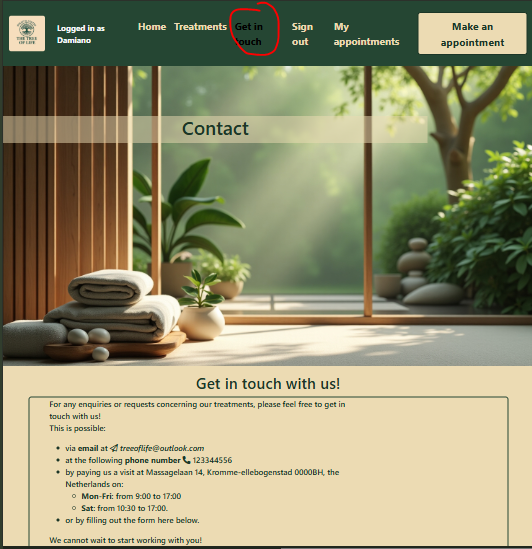 THE TREE
OF LIFE
Logged in as
Damiano
Home
Treatments
Get in
touch
Sign
out
My
appointments
Make an
appointment
Contact
Get in touch with us!
For any enquiries or requests concerning our treatments, please feel free to get in
touch with us!
This is possible:
via email at treeoflife@outlook.com
at the following phone number 123344556
by paying us a visit at Massagelaan 14, Kromme-ellebogenstad 0000BH, the
Netherlands on:
Mon-Fri: from 9:00 to 17:00
Sat: from 10:30 to 17:00.
or by filling out the form here below.
We cannot wait to start working with you!